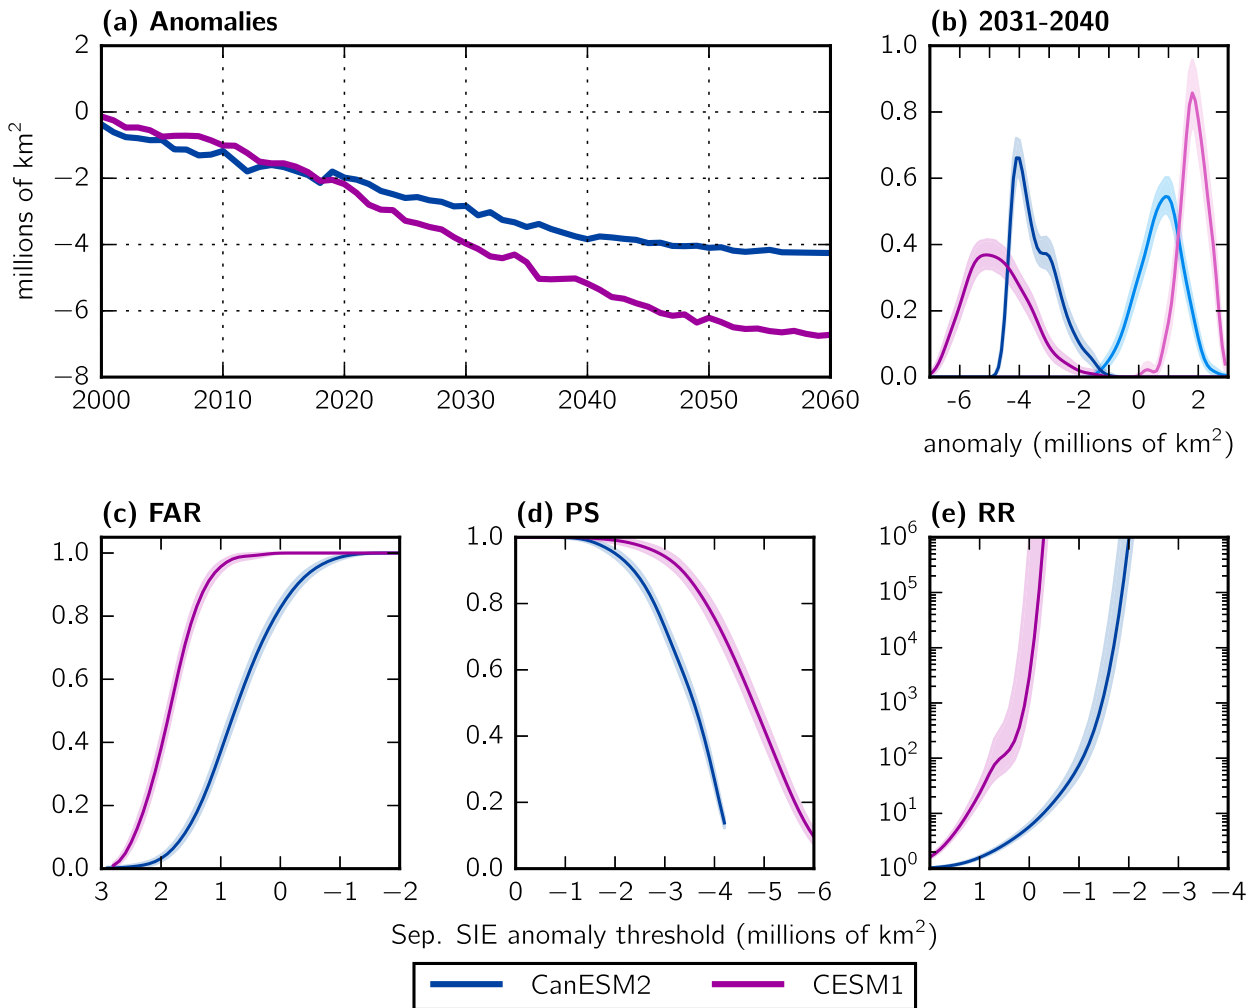 (a) Anomalies
(b) 2031-2040
millions of km²
2
0
−2
−4
−6
−8
2000 2010 2020 2030 2040 2050 2060
1.0
0.8
0.6
0.4
0.2
0.0
-6 -4 -2 0 2
anomaly (millions of km²)
(c) FAR
(d) PS
(e) RR
1.0
0.8
0.6
0.4
0.2
0.0
3 2 1 0 −1 −2
1.0
0.8
0.6
0.4
0.2
0.0
0 −1 −2 −3 −4 −5 −6
10⁶
10⁵
10⁴
10³
10²
10¹
10⁰
2 1 0 −1 −2 −3 −4
Sep. SIE anomaly threshold (millions of km²)
CanESM2 CESM1